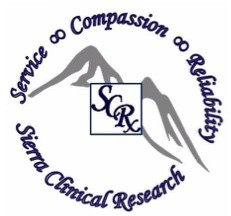 Service ∞ Compassion ∞ Reliability
SCRx
Sierra Clinical Research